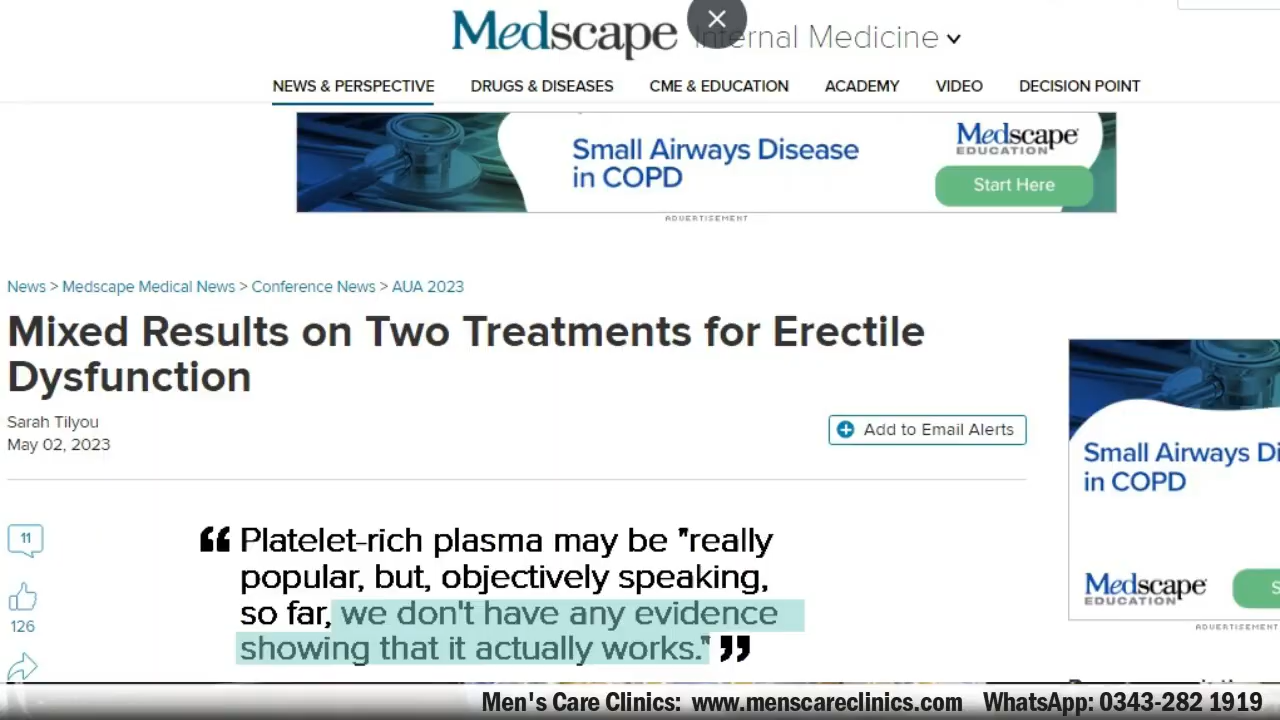 Medscape Internal Medicine
NEWS & PERSPECTIVE DRUGS & DISEASES CME & EDUCATION ACADEMY VIDEO DECISION POINT
Small Airways Disease
in COPD
Medscape
EDUCATION
Start Here
ADVERTISEMENT
News > Medscape Medical News > Conference News > AUA 2023
Mixed Results on Two Treatments for Erectile
Dysfunction
Sarah Tilyou
May 02, 2023
Add to Email Alerts
Small Airways Di
in COPD
Medscape
EDUCATION
S
ADVERTISEMENT
11
126
“Platelet-rich plasma may be "really
popular, but, objectively speaking,
so far, we don't have any evidence
showing that it actually works."”
Men's Care Clinics: www.menscareclinics.com WhatsApp: 0343-282 1919